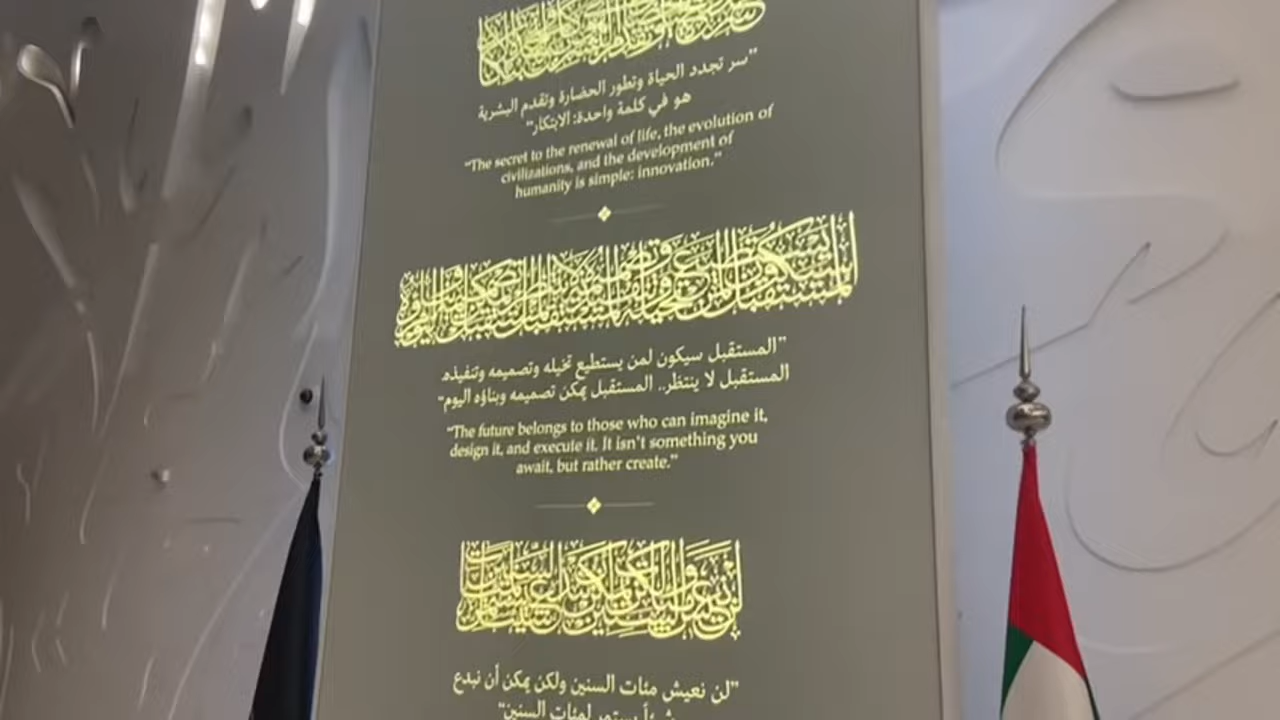 "سر تجدد الحياة وتطور الحضارة وتقدم البشرية
هو في كلمة واحدة: الابتكار"
"The secret to the renewal of life, the evolution of
civilizations, and the development of
humanity is simple: innovation."
"المستقبل سيكون لمن يستطيع تخيله وتصميمه وتنفيذه
المستقبل لا ينتظر.. المستقبل يمكن تصميمه وبناؤه اليوم"
"The future belongs to those who can imagine it,
design it, and execute it. It isn't something you
await, but rather create."
"لن نعيش مئات السنين ولكن يمكن أن نبدع
شيئاً يستمر لمئات السنين"